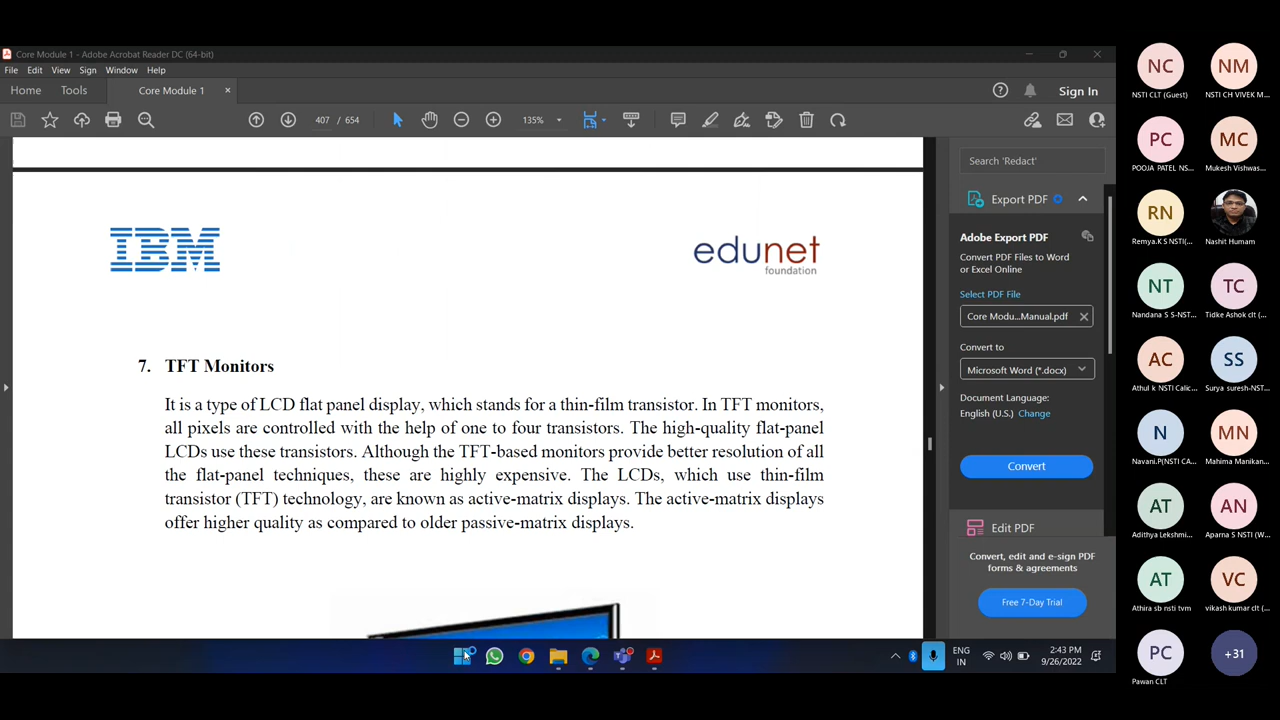 Core Module 1 - Adobe Acrobat Reader DC (64-bit)
File Edit View Sign Window Help
Home Tools Core Module 1 × Sign In
407 / 654 135%
IBM
edunet
foundation
7. TFT Monitors
It is a type of LCD flat panel display, which stands for a thin-film transistor. In TFT monitors,
all pixels are controlled with the help of one to four transistors. The high-quality flat-panel
LCDs use these transistors. Although the TFT-based monitors provide better resolution of all
the flat-panel techniques, these are highly expensive. The LCDs, which use thin-film
transistor (TFT) technology, are known as active-matrix displays. The active-matrix displays
offer higher quality as compared to older passive-matrix displays.
Search 'Redact'
Export PDF
Adobe Export PDF
Convert PDF Files to Word
or Excel Online
Select PDF File
Core Modu...Manual.pdf
Convert to
Microsoft Word (*.docx)
Document Language:
English (U.S.) Change
Convert
Edit PDF
Convert, edit and e-sign PDF
forms & agreements
Free 7-Day Trial
ENG
IN
2:43 PM
9/26/2022
NC NM
NSTI CLT (Guest) NSTI CH VIVEK M...
PC MC
POOJA PATEL NS... Mukesh Vishwas...
RN
Remya.K S NSTI(... Nashit Humam
NT TC
Nandana S S-NST... Tidke Ashok clt (...
AC SS
Athul k NSTI Calic... Surya suresh-NST...
N MN
Navani.P(NSTI CA... Mahima Manikan...
AT AN
Adithya Lekshmi... Aparna S NSTI (W...
AT VC
Athira sb nsti tvm vikash kumar clt (...
PC +31
Pawan CLT